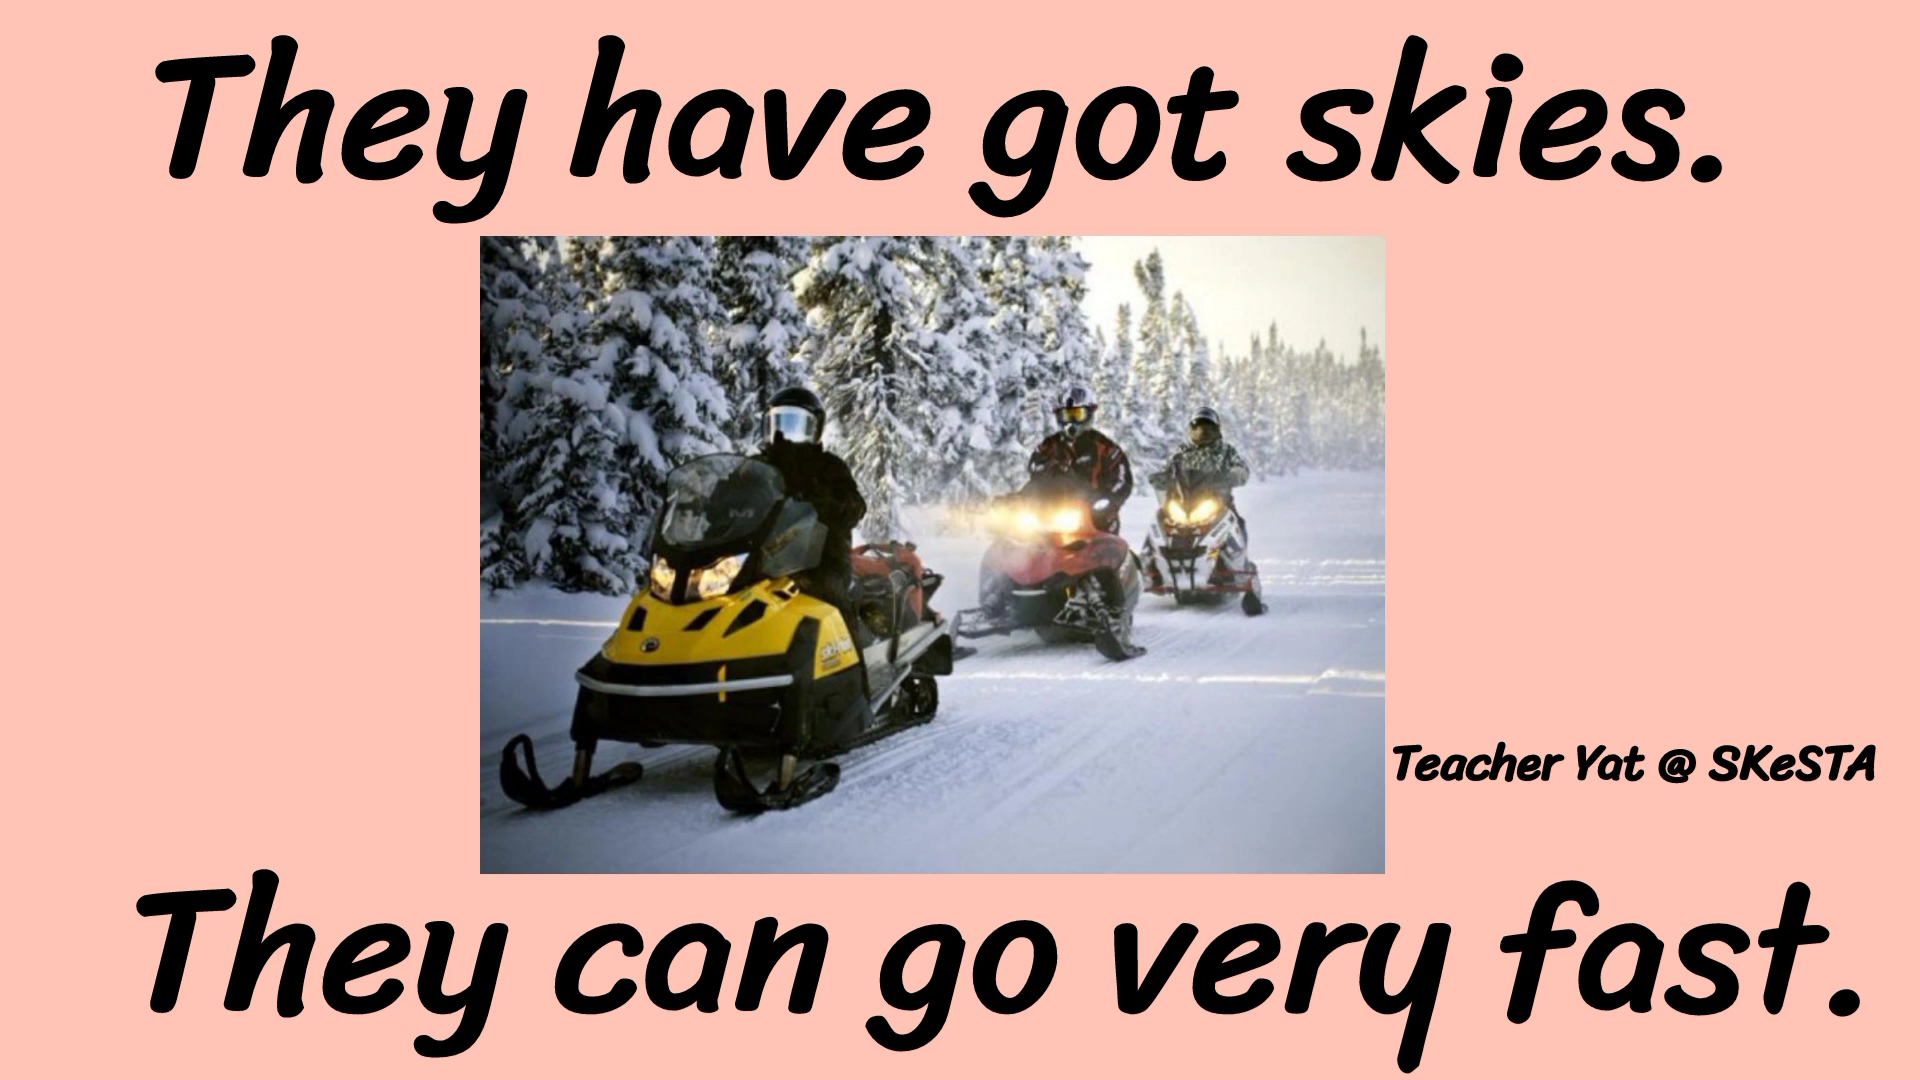 They have got skies.
Teacher Yat @ SKeSTA
They can go very fast.